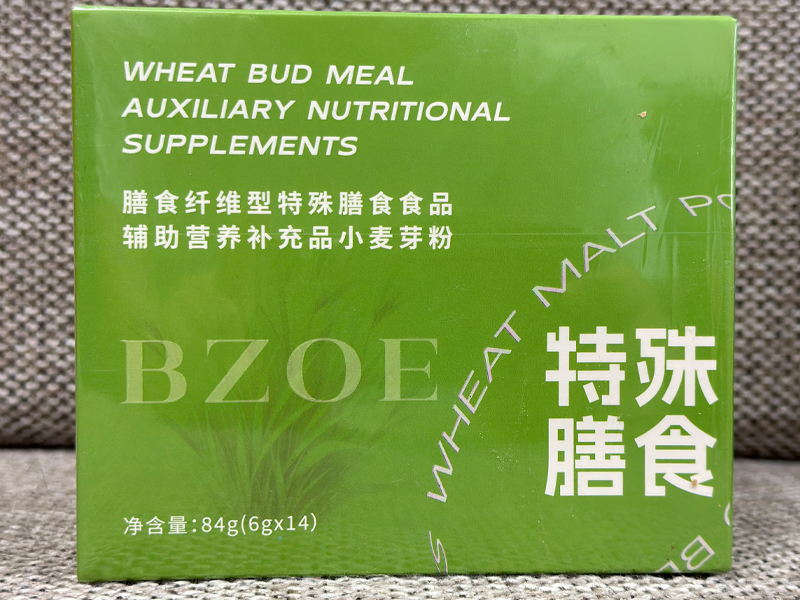 WHEAT BUD MEAL
AUXILIARY NUTRITIONAL
SUPPLEMENTS
膳食纤维型特殊膳食食品
辅助营养补充品小麦芽粉
BZOE
WHEAT MALT
特殊
膳食
净含量:84g(6gx14)